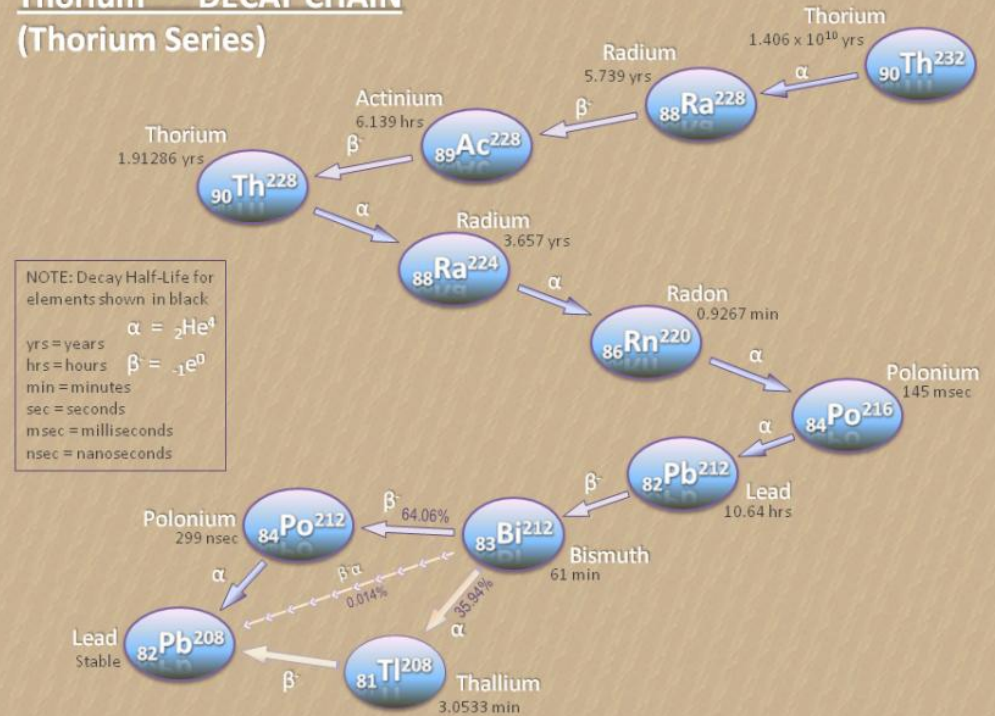 Thorium DECAY CHAIN
(Thorium Series)
Thorium
1.406 x 10¹⁰ yrs
₉₀Th²³²
α
Radium
5.739 yrs
₈₈Ra²²⁸
β⁻
Actinium
6.139 hrs
₈₉Ac²²⁸
β⁻
Thorium
1.91286 yrs
₉₀Th²²⁸
α
Radium
3.657 yrs
₈₈Ra²²⁴
α
Radon
0.9267 min
₈₆Rn²²⁰
α
Polonium
145 msec
₈₄Po²¹⁶
α
₈₂Pb²¹²
Lead
10.64 hrs
β⁻
₈₃Bi²¹²
Bismuth
61 min
β⁻
64.06%
Polonium
299 nsec
₈₄Po²¹²
α
β⁻α
0.014%
35.94%
α
₈₁Tl²⁰⁸
Thallium
3.0533 min
β⁻
Lead
Stable
₈₂Pb²⁰⁸
NOTE: Decay Half-Life for
elements shown in black
α = ₂He⁴
yrs = years
hrs = hours β⁻ = ₋₁e⁰
min = minutes
sec = seconds
msec = milliseconds
nsec = nanoseconds